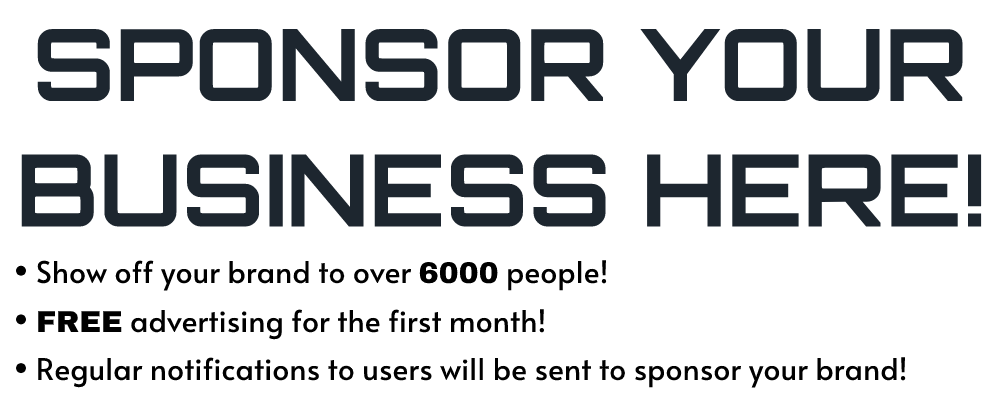 SPONSOR YOUR
BUSINESS HERE!
• Show off your brand to over 6000 people!
• FREE advertising for the first month!
• Regular notifications to users will be sent to sponsor your brand!